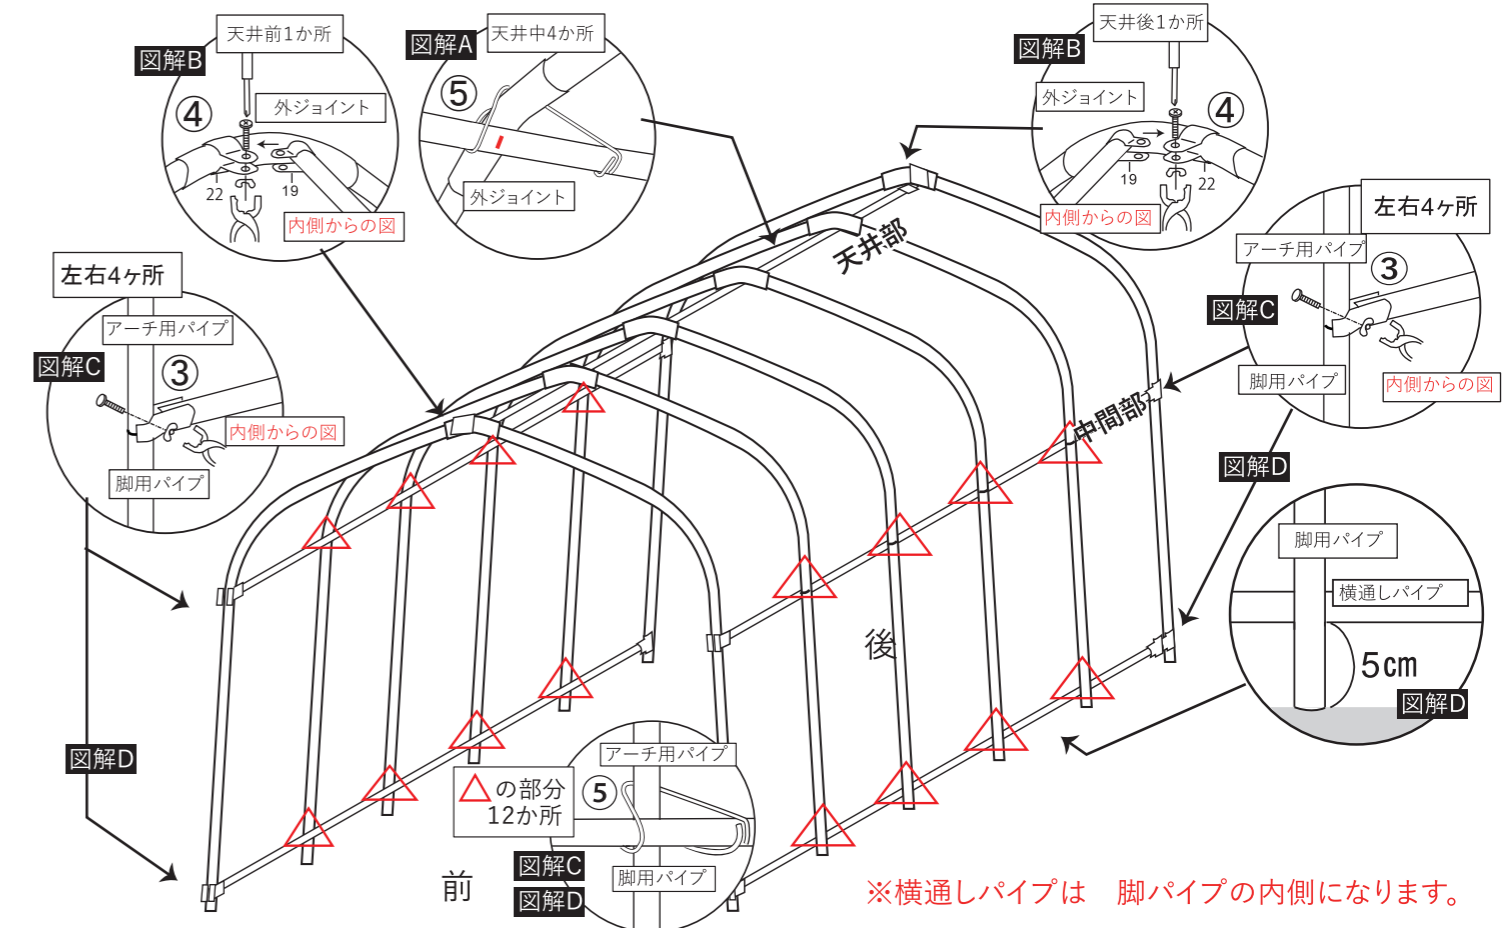 天井前1か所
図解B
④
外ジョイント
22
19
内側からの図
天井中4か所
図解A
⑤
外ジョイント
天井後1か所
図解B
外ジョイント
④
19
22
内側からの図
左右4ヶ所
アーチ用パイプ
③
図解C
脚用パイプ
内側からの図
左右4ヶ所
アーチ用パイプ
図解C
③
内側からの図
脚用パイプ
天井部
中間部
図解D
脚用パイプ
横通しパイプ
5cm
図解D
後
図解D
△の部分
12か所
アーチ用パイプ
⑤
図解C
脚用パイプ
図解D
前
※横通しパイプは 脚パイプの内側になります。